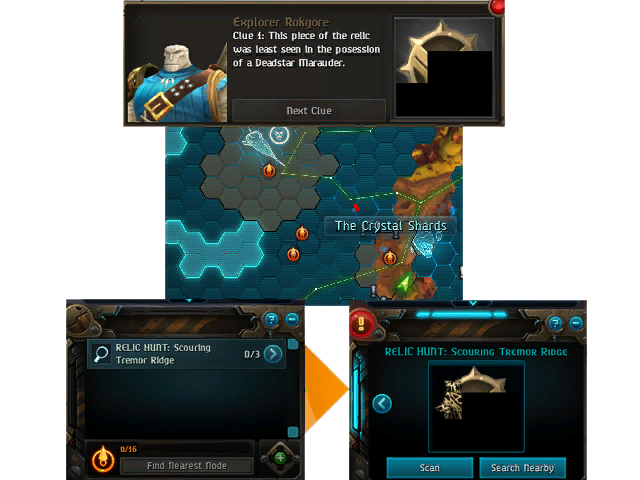 Explorer Rokgore
Clue 1: This piece of the relic
was least seen in the posession
of a Deadstar Marauder.
Next Clue
The Crystal Shards
RELIC HUNT: Scouring
Tremor Ridge
0/3
0/16
Find Nearest Node
RELIC HUNT: Scouring Tremor Ridge
Scan
Search Nearby